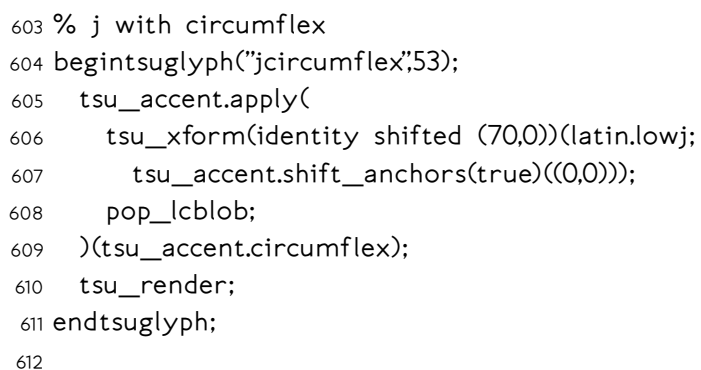 603 % j with circumflex
604 begintsuglyph("jcircumflex",53);
605   tsu_accent.apply(
606     tsu_xform(identity shifted (70,0))(latin.lowj;
607       tsu_accent.shift_anchors(true)((0,0)));
608     pop_lcblob;
609   )(tsu_accent.circumflex);
610   tsu_render;
611 endtsuglyph;
612